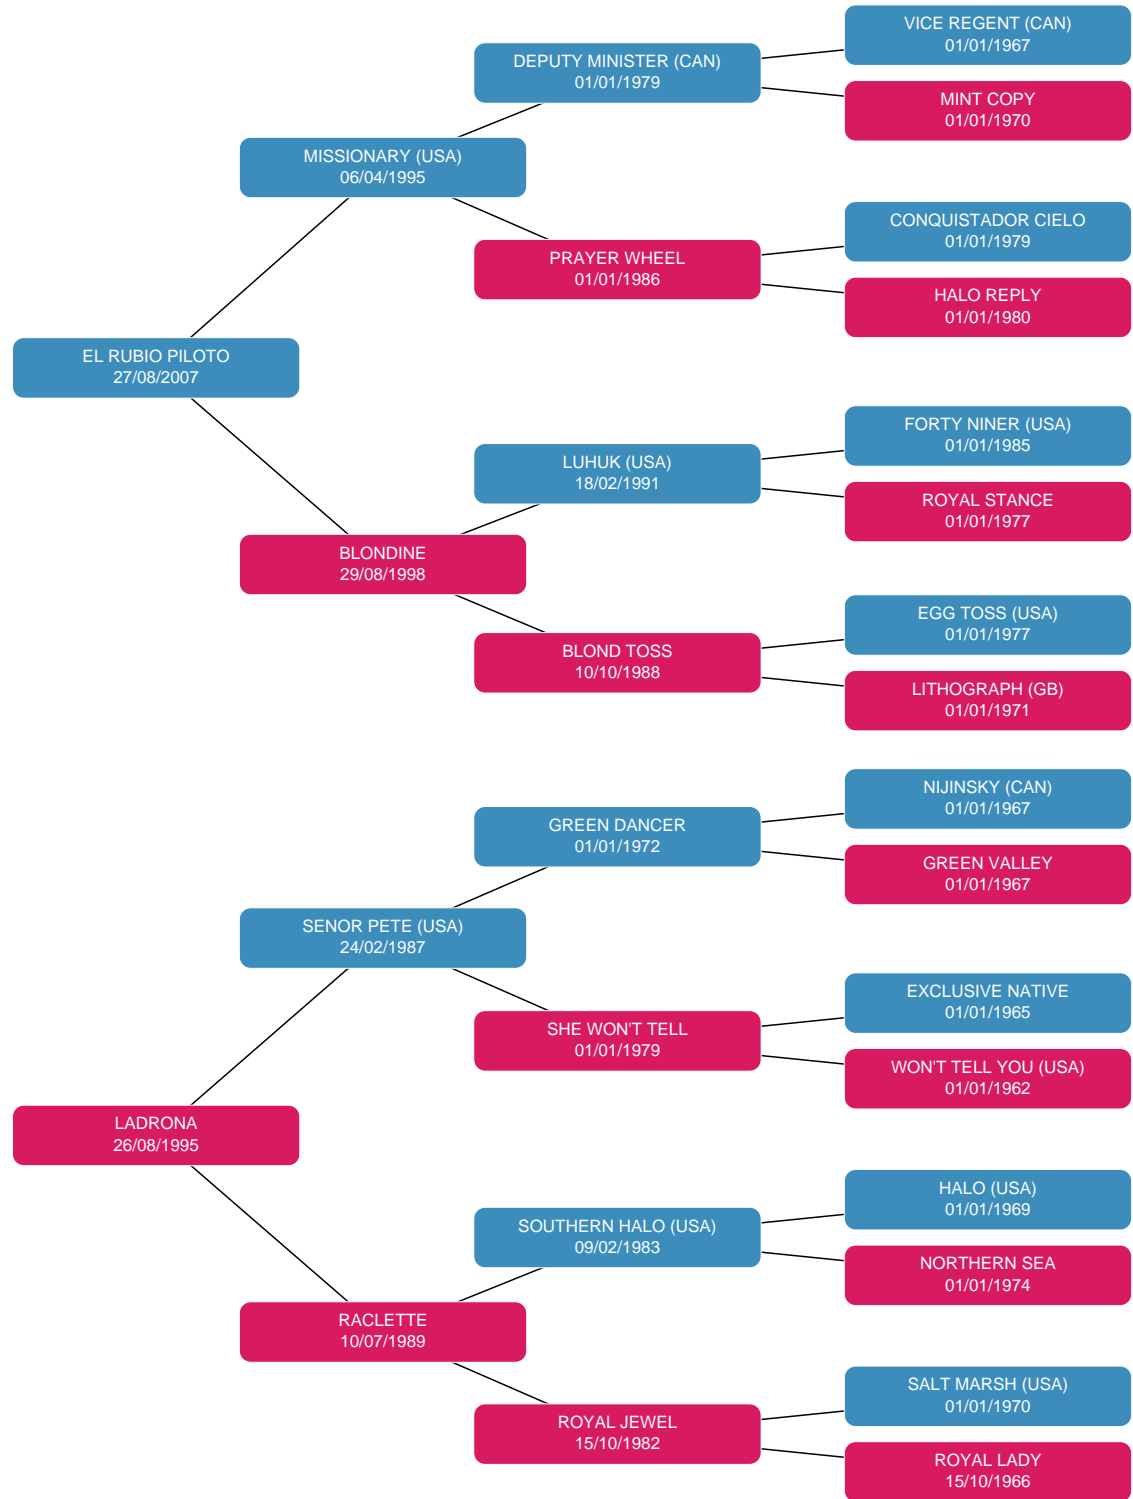 VICE REGENT (CAN)
01/01/1967
DEPUTY MINISTER (CAN)
01/01/1979
MINT COPY
01/01/1970
MISSIONARY (USA)
06/04/1995
CONQUISTADOR CIELO
01/01/1979
PRAYER WHEEL
01/01/1986
HALO REPLY
01/01/1980
EL RUBIO PILOTO
27/08/2007
FORTY NINER (USA)
01/01/1985
LUHUK (USA)
18/02/1991
ROYAL STANCE
01/01/1977
BLONDINE
29/08/1998
EGG TOSS (USA)
01/01/1977
BLOND TOSS
10/10/1988
LITHOGRAPH (GB)
01/01/1971
NIJINSKY (CAN)
01/01/1967
GREEN DANCER
01/01/1972
GREEN VALLEY
01/01/1967
SENOR PETE (USA)
24/02/1987
EXCLUSIVE NATIVE
01/01/1965
SHE WON'T TELL
01/01/1979
WON'T TELL YOU (USA)
01/01/1962
LADRONA
26/08/1995
HALO (USA)
01/01/1969
SOUTHERN HALO (USA)
09/02/1983
NORTHERN SEA
01/01/1974
RACLETTE
10/07/1989
SALT MARSH (USA)
01/01/1970
ROYAL JEWEL
15/10/1982
ROYAL LADY
15/10/1966